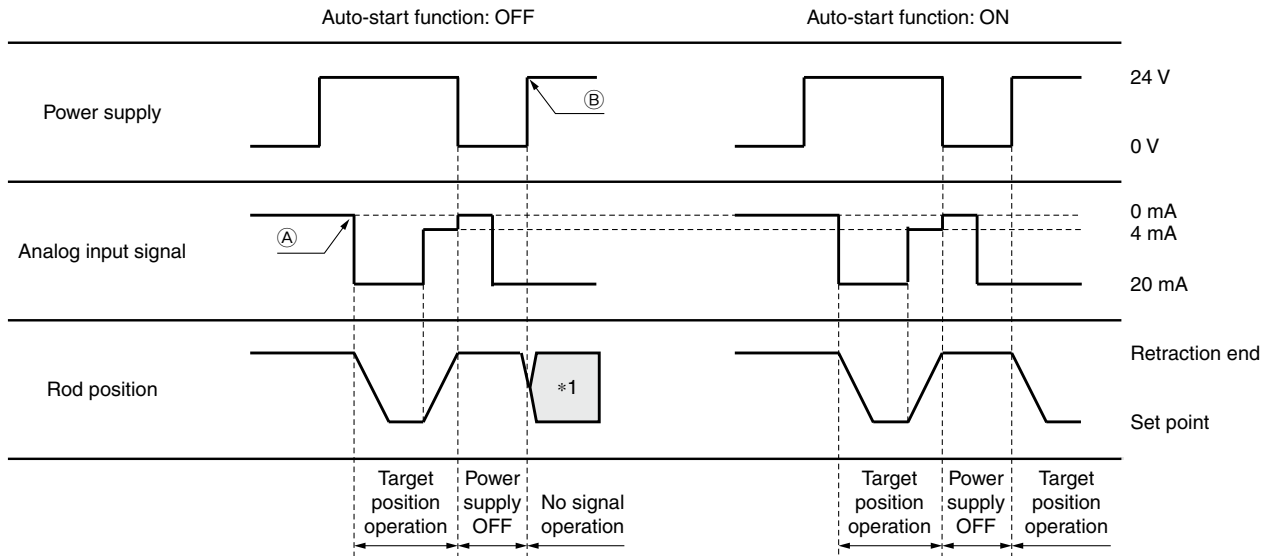 Auto-start function: OFF
Auto-start function: ON
Power supply
Ⓑ
24 V
0 V
Analog input signal
Ⓐ
0 mA
4 mA
20 mA
Rod position
*1
Retraction end
Set point
Target
position
operation
Power
supply
OFF
No signal
operation
Target
position
operation
Power
supply
OFF
Target
position
operation